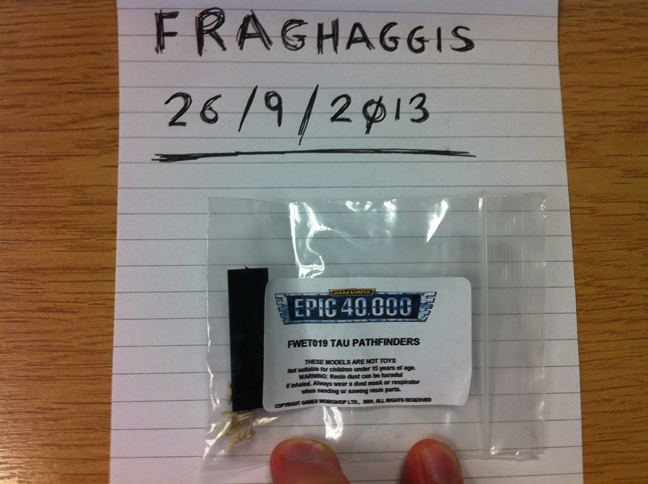 FRAGHAGGIS
26/9/2013
EPIC 40,000
FWET019 TAU PATHFINDERS
THESE MODELS ARE NOT TOYS
Not suitable for children under 15 years of age.
WARNING: Resin dust can be harmful
if inhaled. Always wear a dust mask or respirator
when sanding or sawing resin parts.
COPYRIGHT GAMES WORKSHOP LTD., 2001, ALL RIGHTS RESERVED